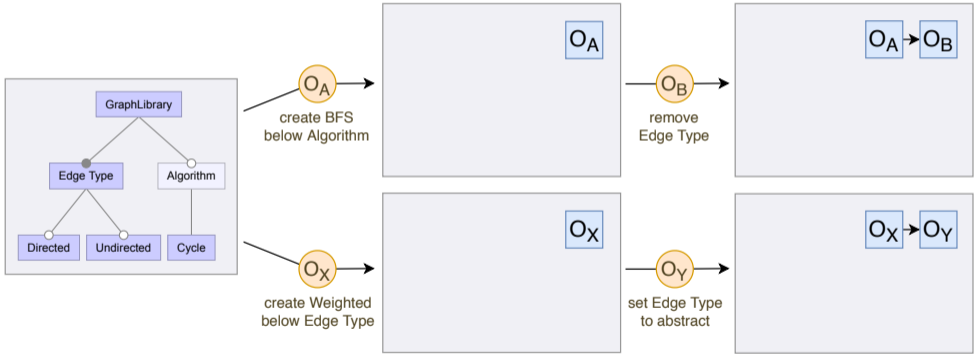 GraphLibrary
Edge Type
Algorithm
Directed
Undirected
Cycle
OA
create BFS
below Algorithm
OA
OB
remove
Edge Type
OA
OB
OX
create Weighted
below Edge Type
OX
OY
set Edge Type
to abstract
OX
OY